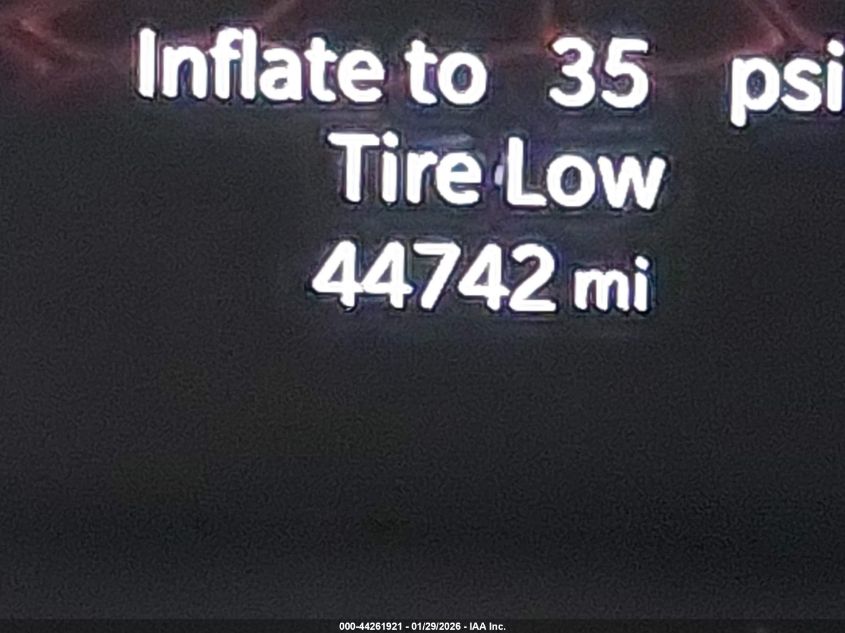 Inflate to 35 psi
Tire Low
44742 mi
000-44261921 - 01/29/2026 - IAA Inc.